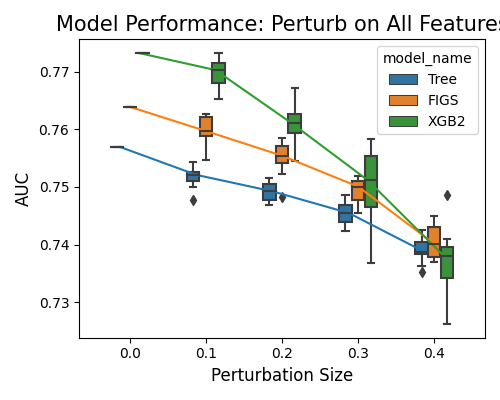 Model Performance: Perturb on All Features
model_name
Tree
FIGS
XGB2
AUC
0.77
0.76
0.75
0.74
0.73
0.0
0.1
0.2
0.3
0.4
Perturbation Size